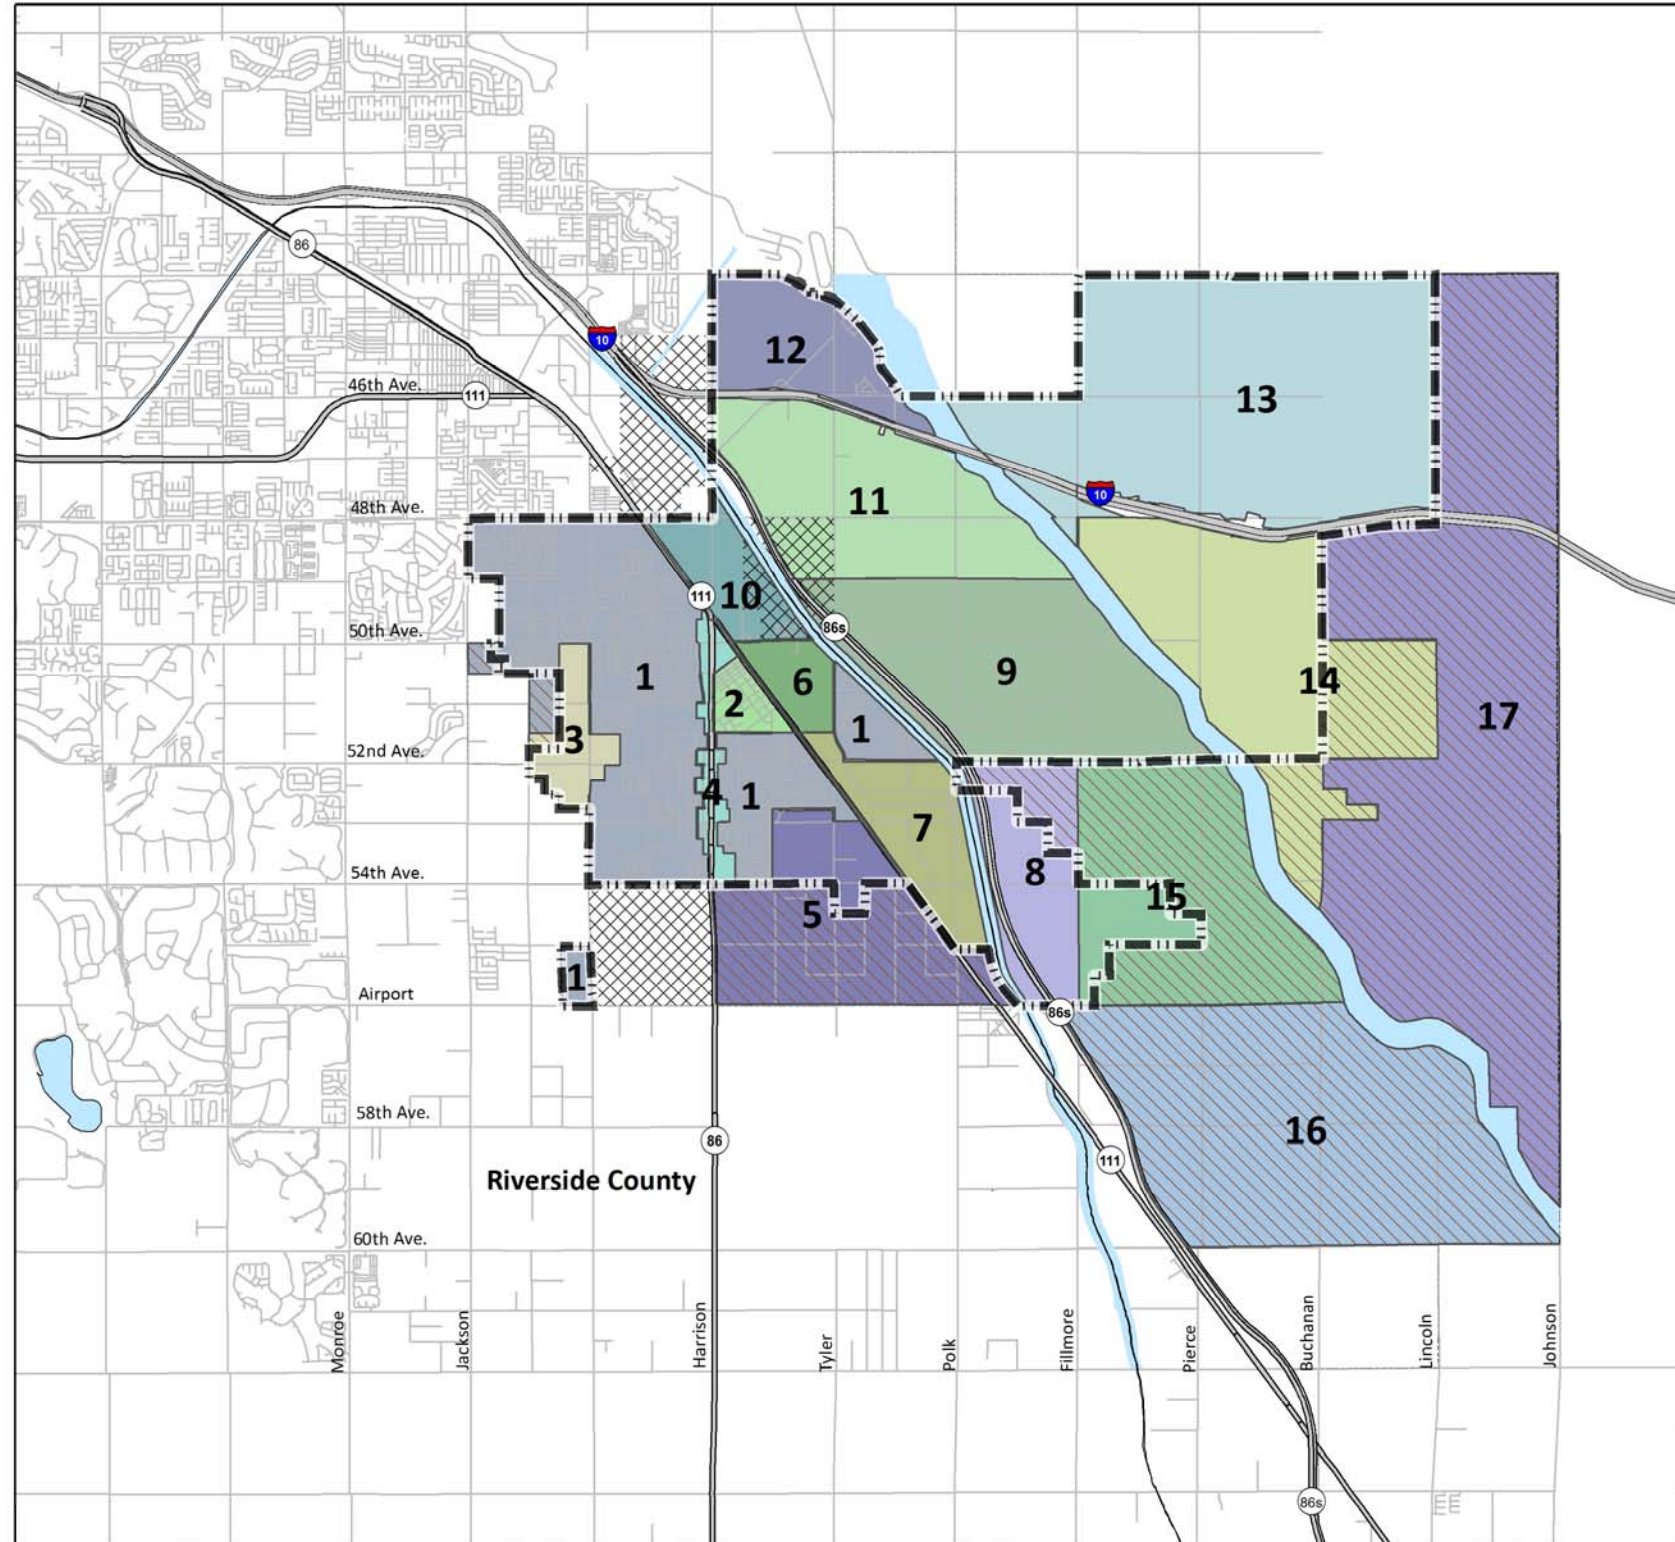 86
10
12
46th Ave.
111
13
10
11
48th Ave.
111
10
86s
50th Ave.
1
2
6
9
14
17
1
3
52nd Ave.
4
1
7
8
54th Ave.
15
5
1
Airport
86s
58th Ave.
16
86
111
Riverside County
60th Ave.
Monroe
Jackson
Harrison
Tyler
Polk
Fillmore
Pierce
Buchanan
Lincoln
Johnson
86s